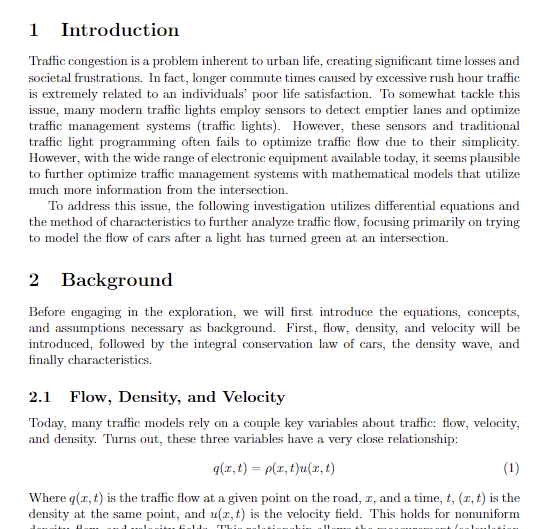 1 Introduction
Traffic congestion is a problem inherent to urban life, creating significant time losses and
societal frustrations. In fact, longer commute times caused by excessive rush hour traffic
is extremely related to an individuals' poor life satisfaction. To somewhat tackle this
issue, many modern traffic lights employ sensors to detect emptier lanes and optimize
traffic management systems (traffic lights). However, these sensors and traditional
traffic light programming often fails to optimize traffic flow due to their simplicity.
However, with the wide range of electronic equipment available today, it seems plausible
to further optimize traffic management systems with mathematical models that utilize
much more information from the intersection.
To address this issue, the following investigation utilizes differential equations and
the method of characteristics to further analyze traffic flow, focusing primarily on trying
to model the flow of cars after a light has turned green at an intersection.
2 Background
Before engaging in the exploration, we will first introduce the equations, concepts,
and assumptions necessary as background. First, flow, density, and velocity will be
introduced, followed by the integral conservation law of cars, the density wave, and
finally characteristics.
2.1 Flow, Density, and Velocity
Today, many traffic models rely on a couple key variables about traffic: flow, velocity,
and density. Turns out, these three variables have a very close relationship:
q(x, t) = ρ(x, t)u(x, t) (1)
Where q(x, t) is the traffic flow at a given point on the road, x, and a time, t, (x, t) is the
density at the same point, and u(x, t) is the velocity field. This holds for nonuniform